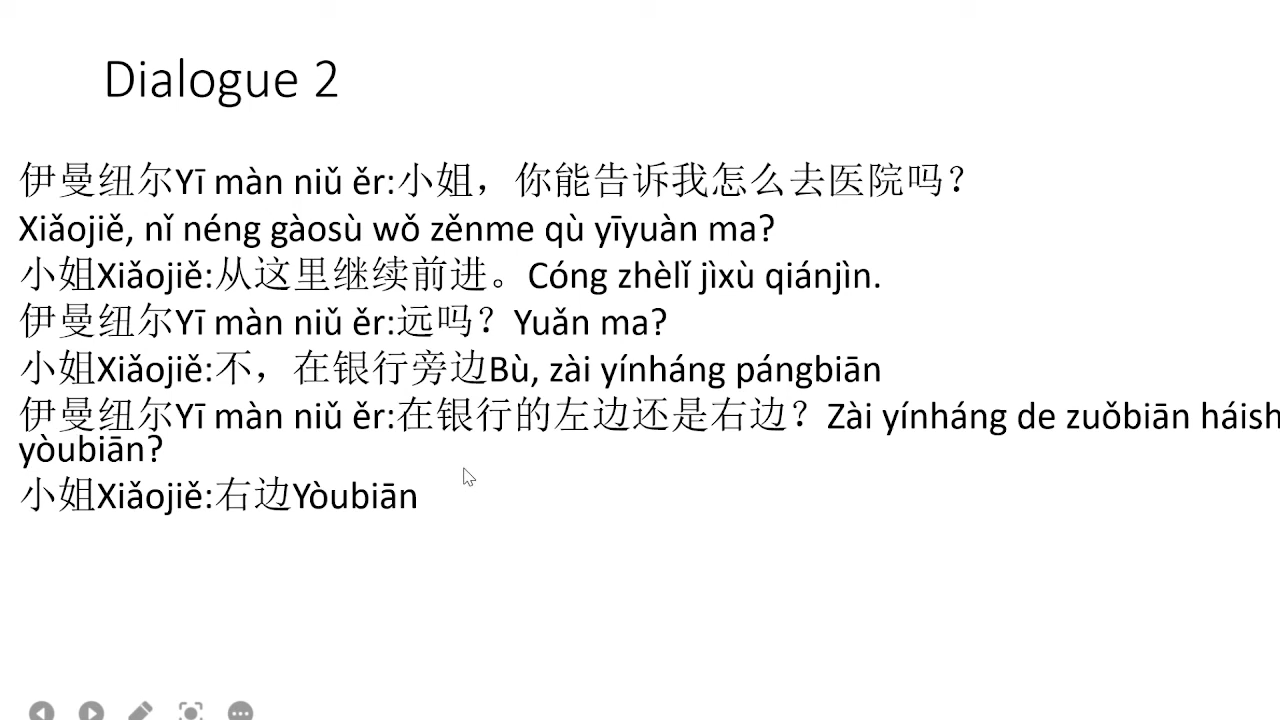 Dialogue 2
伊曼纽尔Yī màn niǔ ěr:小姐，你能告诉我怎么去医院吗？
Xiǎojiě, nǐ néng gàosù wǒ zěnme qù yīyuàn ma?
小姐Xiǎojiě:从这里继续前进。Cóng zhèlǐ jìxù qiánjìn.
伊曼纽尔Yī màn niǔ ěr:远吗？Yuǎn ma?
小姐Xiǎojiě:不，在银行旁边Bù, zài yínháng pángbiān
伊曼纽尔Yī màn niǔ ěr:在银行的左边还是右边？Zài yínháng de zuǒbiān háish
yòubiān?
小姐Xiǎojiě:右边Yòubiān